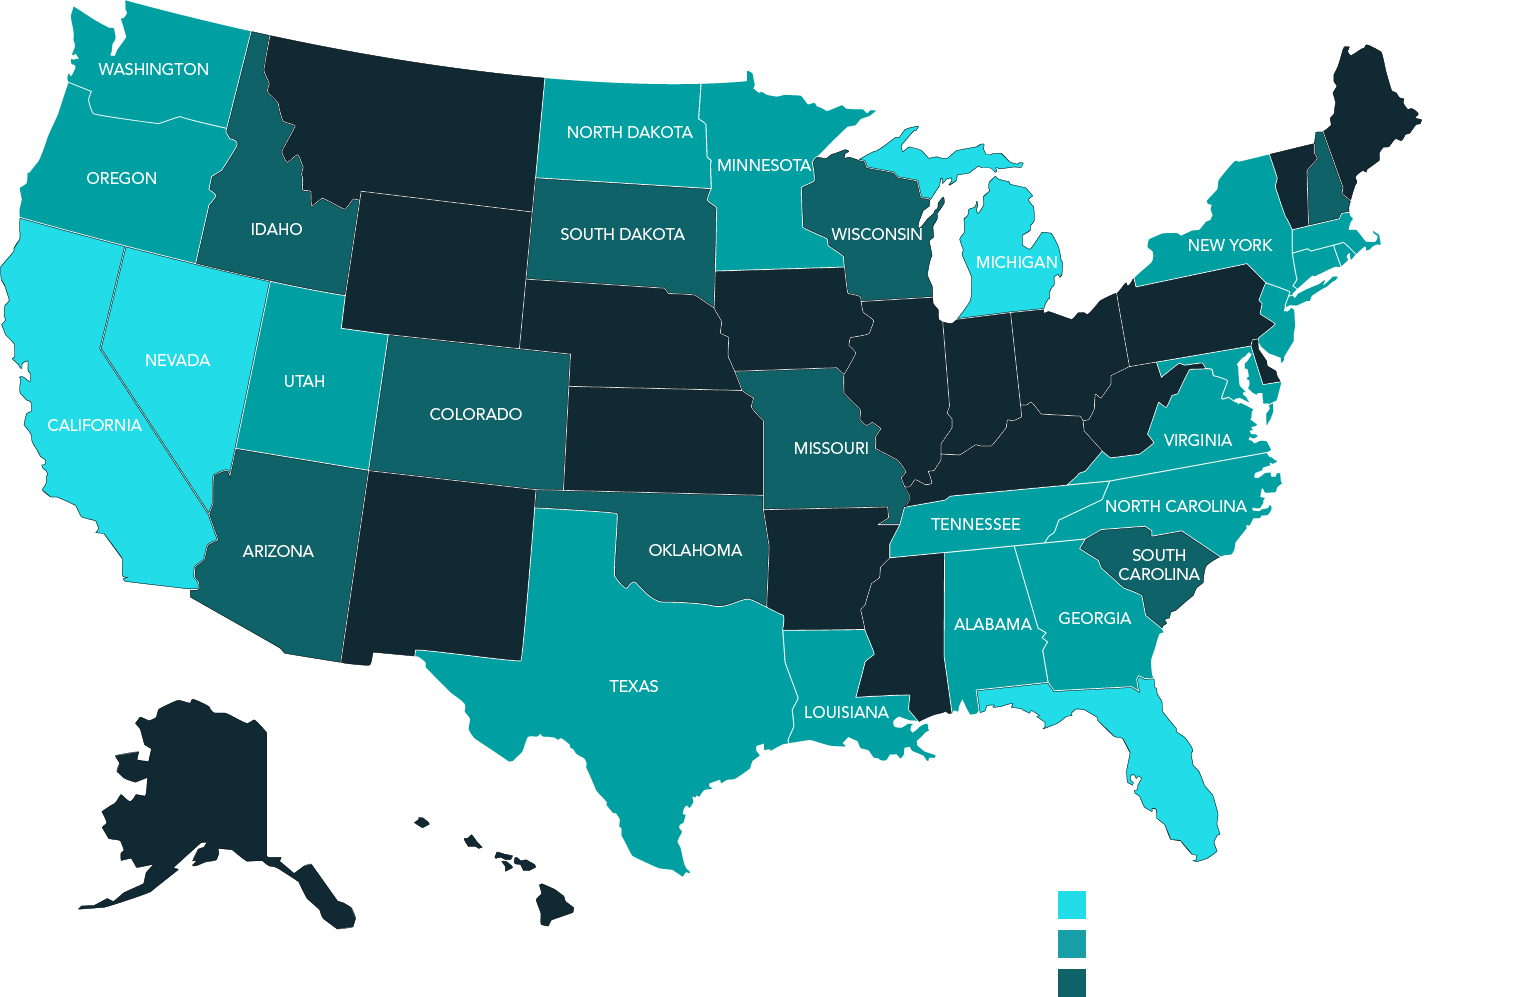 WASHINGTON
NORTH DAKOTA
MINNESOTA
OREGON
IDAHO
SOUTH DAKOTA
WISCONSIN
NEW YORK
MICHIGAN
NEVADA
UTAH
COLORADO
CALIFORNIA
MISSOURI
VIRGINIA
NORTH CAROLINA
TENNESSEE
ARIZONA
OKLAHOMA
SOUTH
CAROLINA
GEORGIA
ALABAMA
TEXAS
LOUISIANA